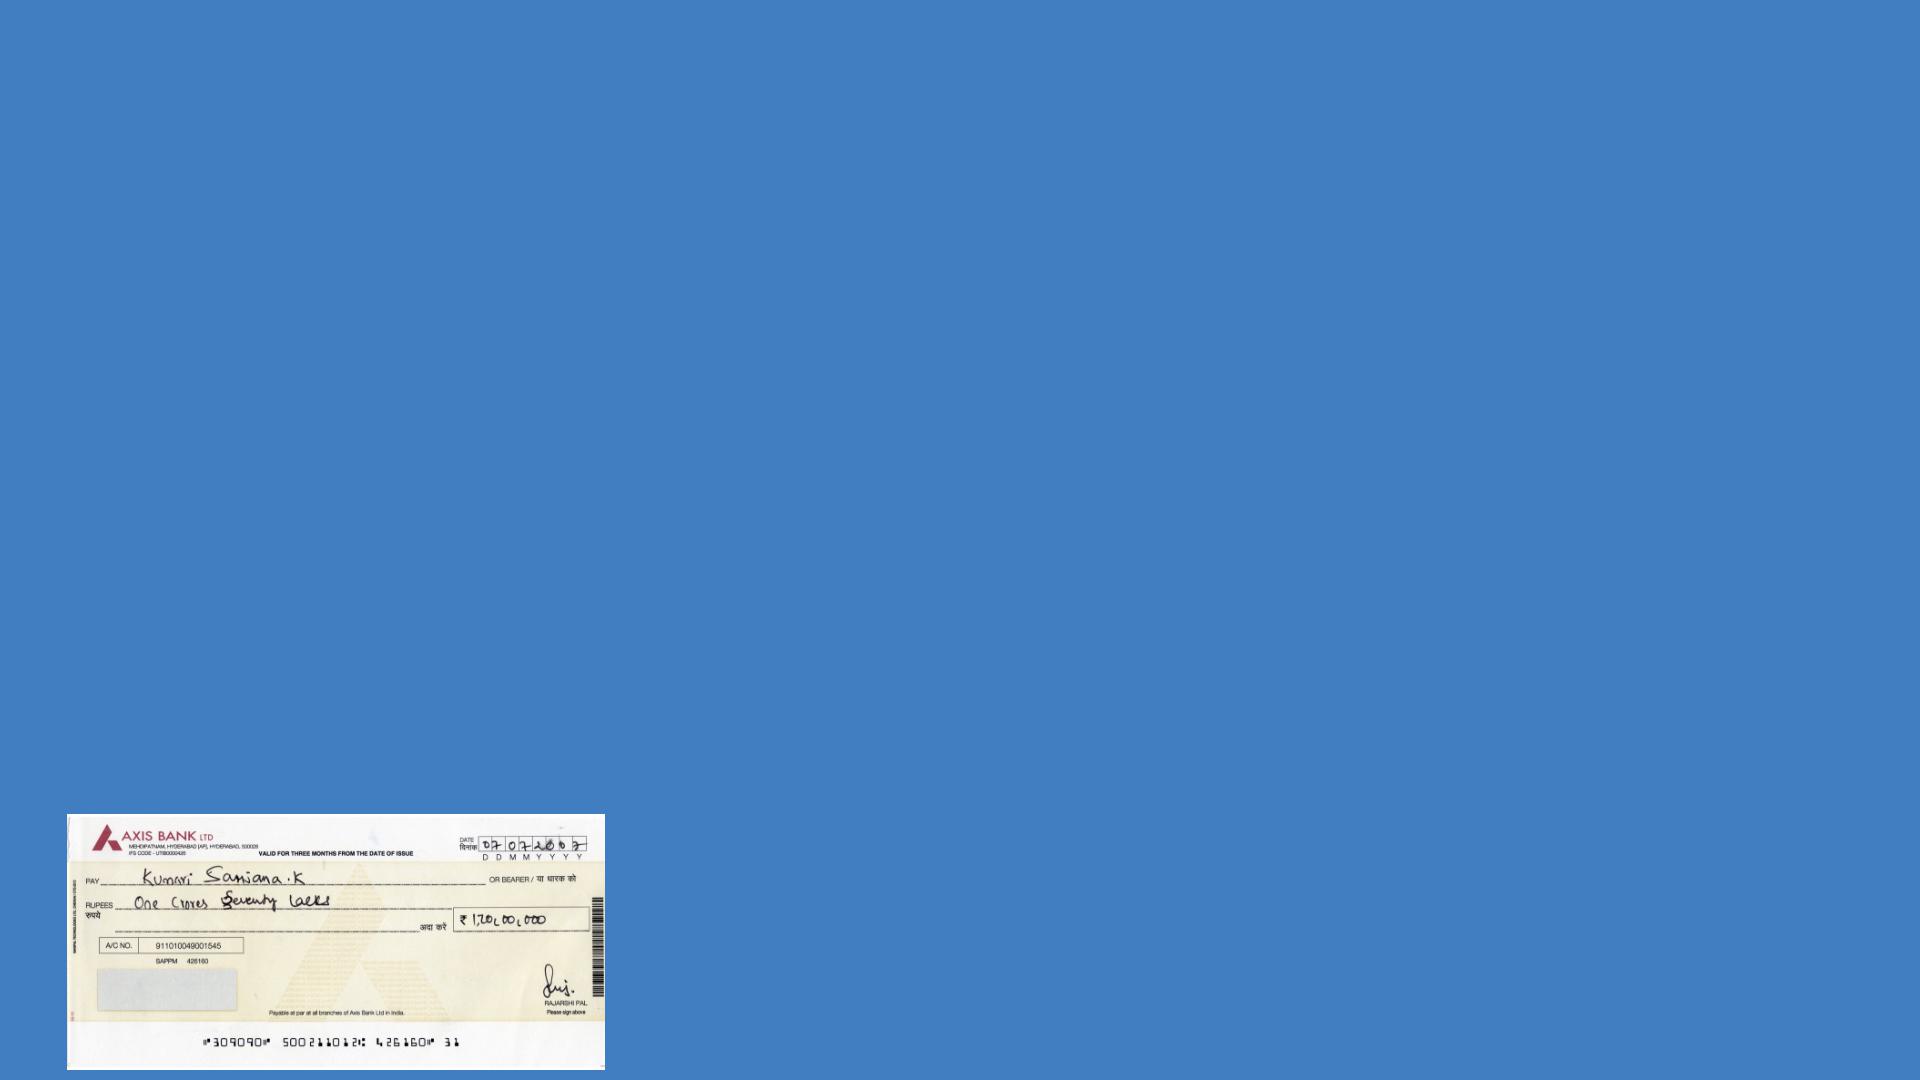 AXIS BANK LTD
MEHDIPATNAM, HYDERABAD [AP], HYDERABAD, 500028
IFS CODE - UTIB0000426
VALID FOR THREE MONTHS FROM THE DATE OF ISSUE
DATE
दिनांक 07072007
D D M M Y Y Y Y
PAY Kumari Sanjana.K OR BEARER / या धारक को
RUPEES One Crores Seventy Lacks
रुपये
अदा करें ₹ 1,70,00,000
A/C NO. 911010049001545
SAPPM 426160
RAJARSHI PAL
Please sign above
Payable at par at all branches of Axis Bank Ltd in India.
⑈309090⑈ 500211012⑆ 426160⑈ 31